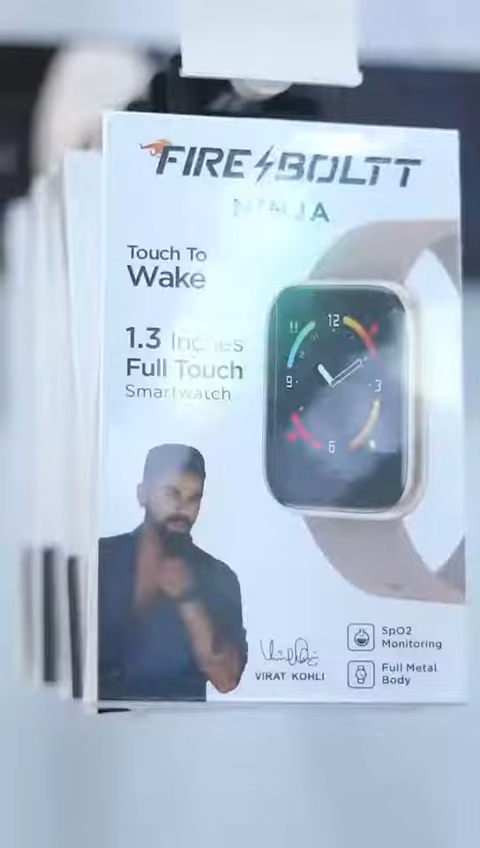 FIRE BOLTT
NINJA
Touch To
Wake
1.3 Inches
Full Touch
Smartwatch
12
9
3
6
VIRAT KOHLI
SpO2
Monitoring
Full Metal
Body